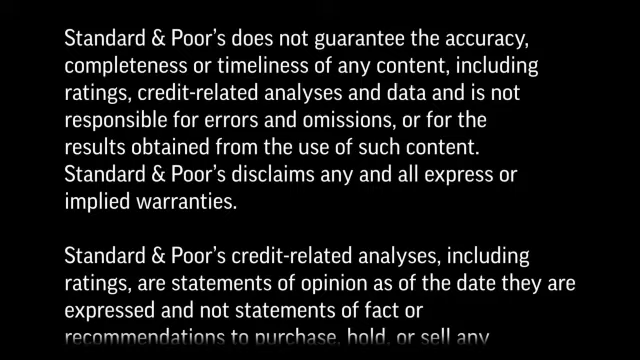 Standard & Poor's does not guarantee the accuracy,
completeness or timeliness of any content, including
ratings, credit-related analyses and data and is not
responsible for errors and omissions, or for the
results obtained from the use of such content.
Standard & Poor's disclaims any and all express or
implied warranties.
Standard & Poor's credit-related analyses, including
ratings, are statements of opinion as of the date they are
expressed and not statements of fact or
recommendations to purchase, hold, or sell any